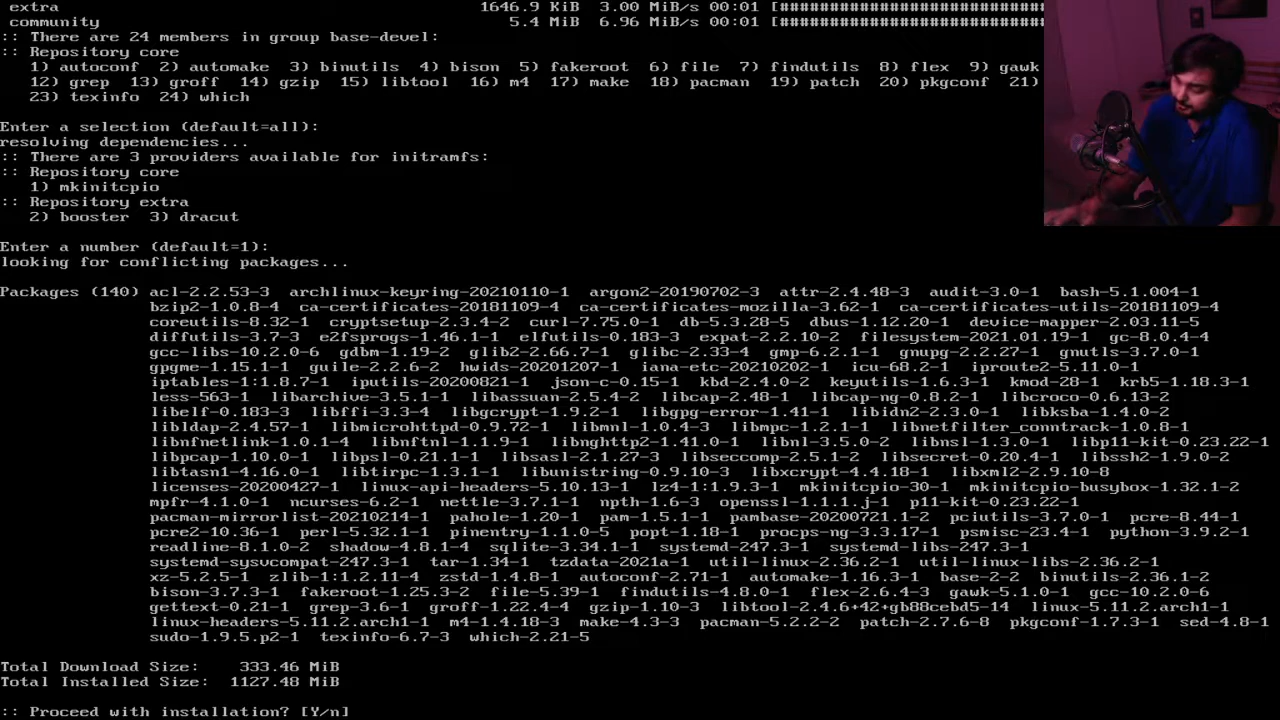 extra 1646.9 KiB 3.00 MiB/s 00:01 [###########################
community 5.4 MiB 6.96 MiB/s 00:01 [###########################
:: There are 24 members in group base-devel:
:: Repository core
1) autoconf 2) automake 3) binutils 4) bison 5) fakeroot 6) file 7) findutils 8) flex 9) gawk
12) grep 13) groff 14) gzip 15) libtool 16) m4 17) make 18) pacman 19) patch 20) pkgconf 21)
23) texinfo 24) which
Enter a selection (default=all):
resolving dependencies...
:: There are 3 providers available for initramfs:
:: Repository core
1) mkinitcpio
:: Repository extra
2) booster 3) dracut
Enter a number (default=1):
looking for conflicting packages...
Packages (140) acl-2.2.53-3 archlinux-keyring-20210110-1 argon2-20190702-3 attr-2.4.48-3 audit-3.0-1 bash-5.1.004-1
bzip2-1.0.8-4 ca-certificates-20181109-4 ca-certificates-mozilla-3.62-1 ca-certificates-utils-20181109-4
coreutils-8.32-1 cryptsetup-2.3.4-2 curl-7.75.0-1 db-5.3.28-5 dbus-1.12.20-1 device-mapper-2.03.11-5
diffutils-3.7-3 e2fsprogs-1.46.1-1 elfutils-0.183-3 expat-2.2.10-2 filesystem-2021.01.19-1 gc-8.0.4-4
gcc-libs-10.2.0-6 gdbm-1.19-2 glib2-2.66.7-1 glibc-2.33-4 gmp-6.2.1-1 gnupg-2.2.27-1 gnutls-3.7.0-1
gpgme-1.15.1-1 guile-2.2.6-2 hwids-20201207-1 iana-etc-20210202-1 icu-68.2-1 iproute2-5.11.0-1
iptables-1:1.8.7-1 iputils-20200821-1 json-c-0.15-1 kbd-2.4.0-2 keyutils-1.6.3-1 kmod-28-1 krb5-1.18.3-1
less-563-1 libarchive-3.5.1-1 libassuan-2.5.4-2 libcap-2.48-1 libcap-ng-0.8.2-1 libcroco-0.6.13-2
libelf-0.183-3 libffi-3.3-4 libgcrypt-1.9.2-1 libgpg-error-1.41-1 libidn2-2.3.0-1 libksba-1.4.0-2
libldap-2.4.57-1 libmicrohttpd-0.9.72-1 libmnl-1.0.4-3 libmpc-1.2.1-1 libnetfilter_conntrack-1.0.8-1
libnfnetlink-1.0.1-4 libnftnl-1.1.9-1 libnghttp2-1.41.0-1 libnl-3.5.0-2 libnsl-1.3.0-1 libp11-kit-0.23.22-1
libpcap-1.10.0-1 libpsl-0.21.1-1 libsasl-2.1.27-3 libseccomp-2.5.1-2 libsecret-0.20.4-1 libssh2-1.9.0-2
libtasn1-4.16.0-1 libtirpc-1.3.1-1 libunistring-0.9.10-3 libxcrypt-4.4.18-1 libxml2-2.9.10-8
licenses-20200427-1 linux-api-headers-5.10.13-1 lz4-1:1.9.3-1 mkinitcpio-30-1 mkinitcpio-busybox-1.32.1-2
mpfr-4.1.0-1 ncurses-6.2-1 nettle-3.7.1-1 npth-1.6-3 openssl-1.1.1.j-1 p11-kit-0.23.22-1
pacman-mirrorlist-20210214-1 pahole-1.20-1 pam-1.5.1-1 pambase-20200721.1-2 pciutils-3.7.0-1 pcre-8.44-1
pcre2-10.36-1 perl-5.32.1-1 pinentry-1.1.0-5 popt-1.18-1 procps-ng-3.3.17-1 psmisc-23.4-1 python-3.9.2-1
readline-8.1.0-2 shadow-4.8.1-4 sqlite-3.34.1-1 systemd-247.3-1 systemd-libs-247.3-1
systemd-sysvcompat-247.3-1 tar-1.34-1 tzdata-2021a-1 util-linux-2.36.2-1 util-linux-libs-2.36.2-1
xz-5.2.5-1 zlib-1:1.2.11-4 zstd-1.4.8-1 autoconf-2.71-1 automake-1.16.3-1 base-2-2 binutils-2.36.1-2
bison-3.7.3-1 fakeroot-1.25.3-2 file-5.39-1 findutils-4.8.0-1 flex-2.6.4-3 gawk-5.1.0-1 gcc-10.2.0-6
gettext-0.21-1 grep-3.6-1 groff-1.22.4-4 gzip-1.10-3 libtool-2.4.6+42+gb88cebd5-14 linux-5.11.2.arch1-1
linux-headers-5.11.2.arch1-1 m4-1.4.18-3 make-4.3-3 pacman-5.2.2-2 patch-2.7.6-8 pkgconf-1.7.3-1 sed-4.8-1
sudo-1.9.5.p2-1 texinfo-6.7-3 which-2.21-5
Total Download Size: 333.46 MiB
Total Installed Size: 1127.48 MiB
:: Proceed with installation? [Y/n]